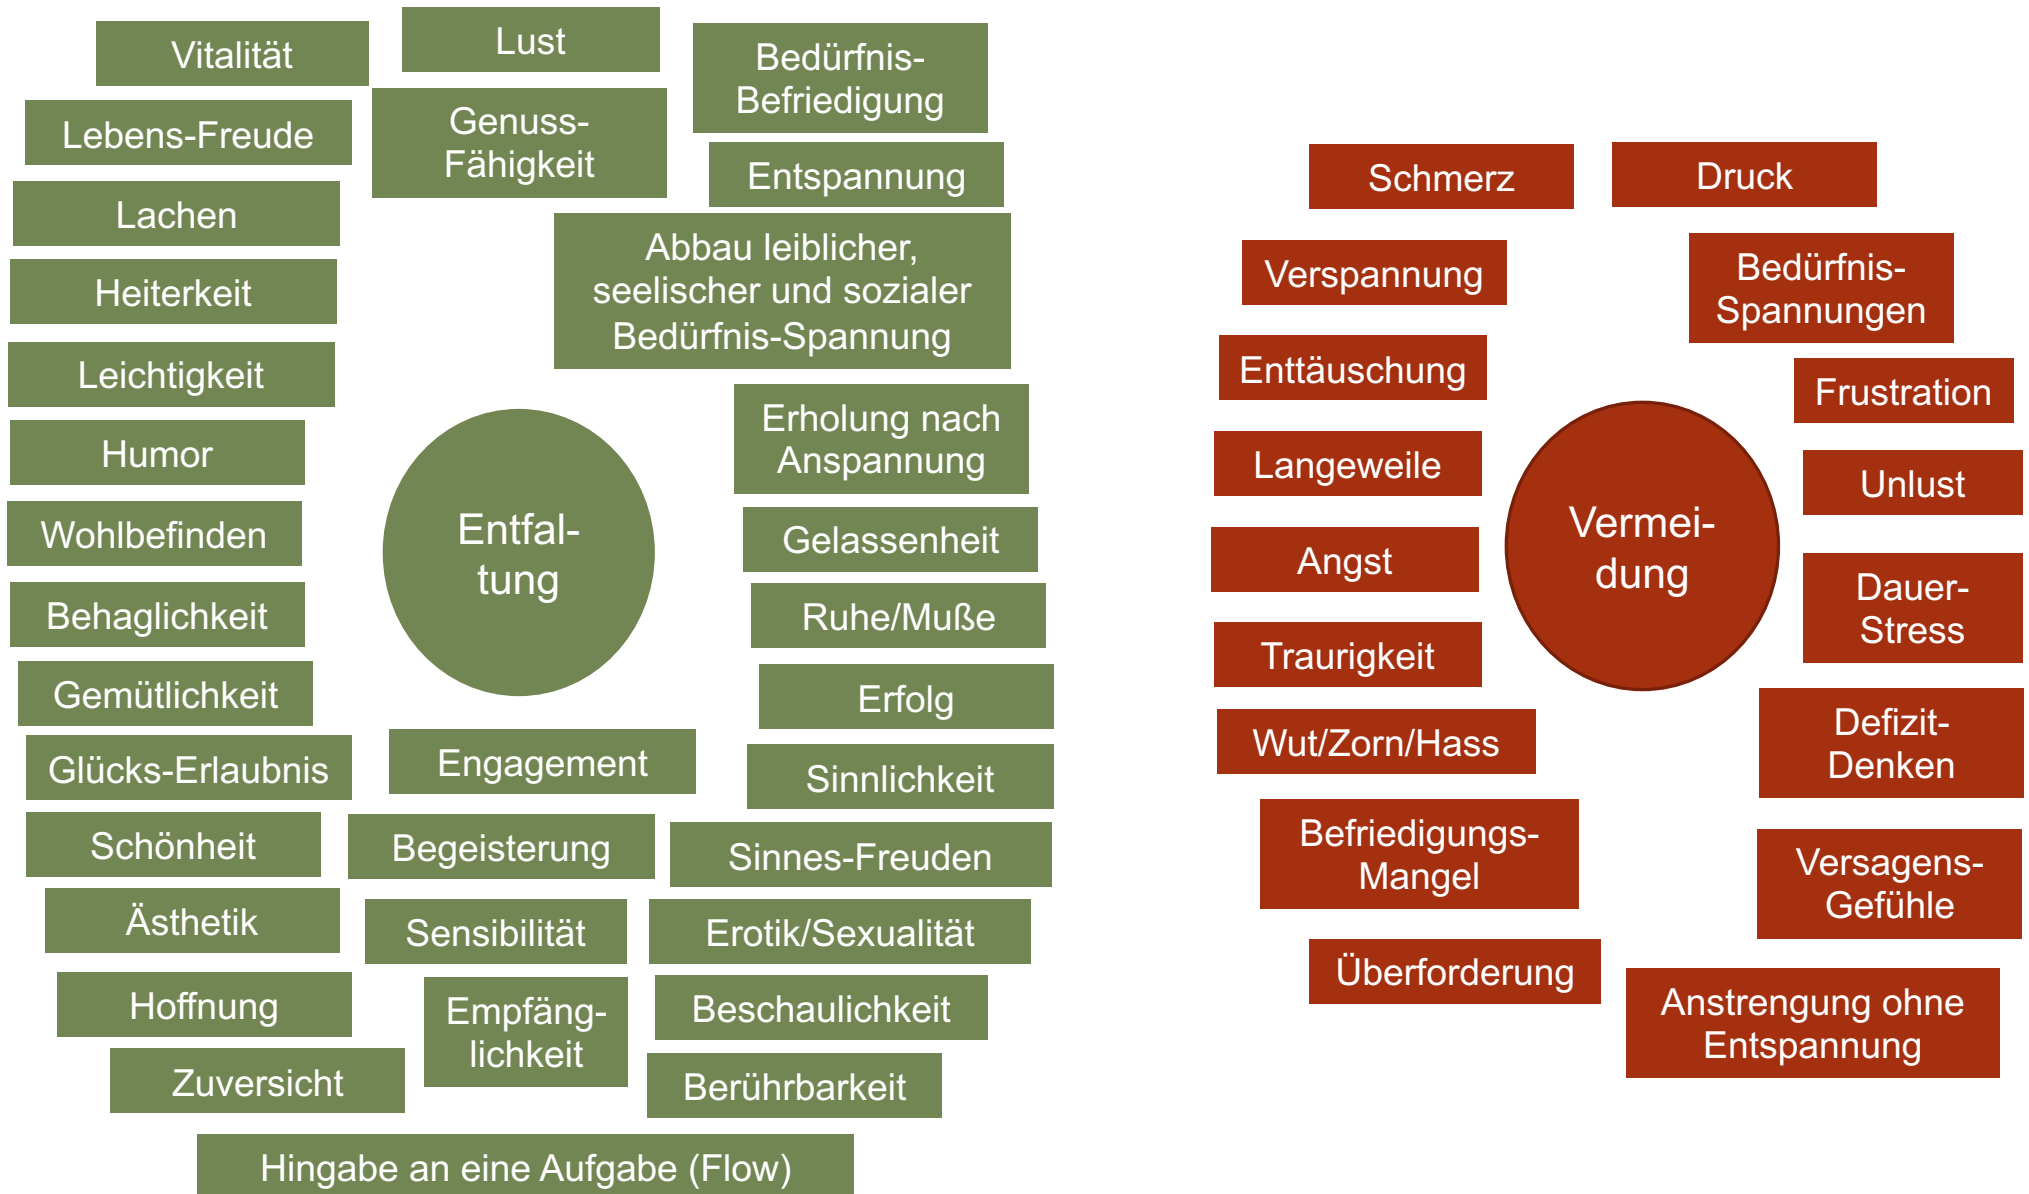 Vitalität
Lust
Bedürfnis-
Befriedigung
Lebens-Freude
Genuss-
Fähigkeit
Entspannung
Lachen
Abbau leiblicher,
seelischer und sozialer
Bedürfnis-Spannung
Heiterkeit
Leichtigkeit
Erholung nach
Anspannung
Humor
Entfal-
tung
Wohlbefinden
Gelassenheit
Behaglichkeit
Ruhe/Muße
Gemütlichkeit
Erfolg
Glücks-Erlaubnis
Engagement
Sinnlichkeit
Schönheit
Begeisterung
Sinnes-Freuden
Ästhetik
Sensibilität
Erotik/Sexualität
Hoffnung
Empfäng-
lichkeit
Beschaulichkeit
Zuversicht
Berührbarkeit
Hingabe an eine Aufgabe (Flow)
Schmerz
Druck
Verspannung
Bedürfnis-
Spannungen
Enttäuschung
Frustration
Langeweile
Unlust
Vermei-
dung
Angst
Dauer-
Stress
Traurigkeit
Wut/Zorn/Hass
Defizit-
Denken
Befriedigungs-
Mangel
Versagens-
Gefühle
Überforderung
Anstrengung ohne
Entspannung